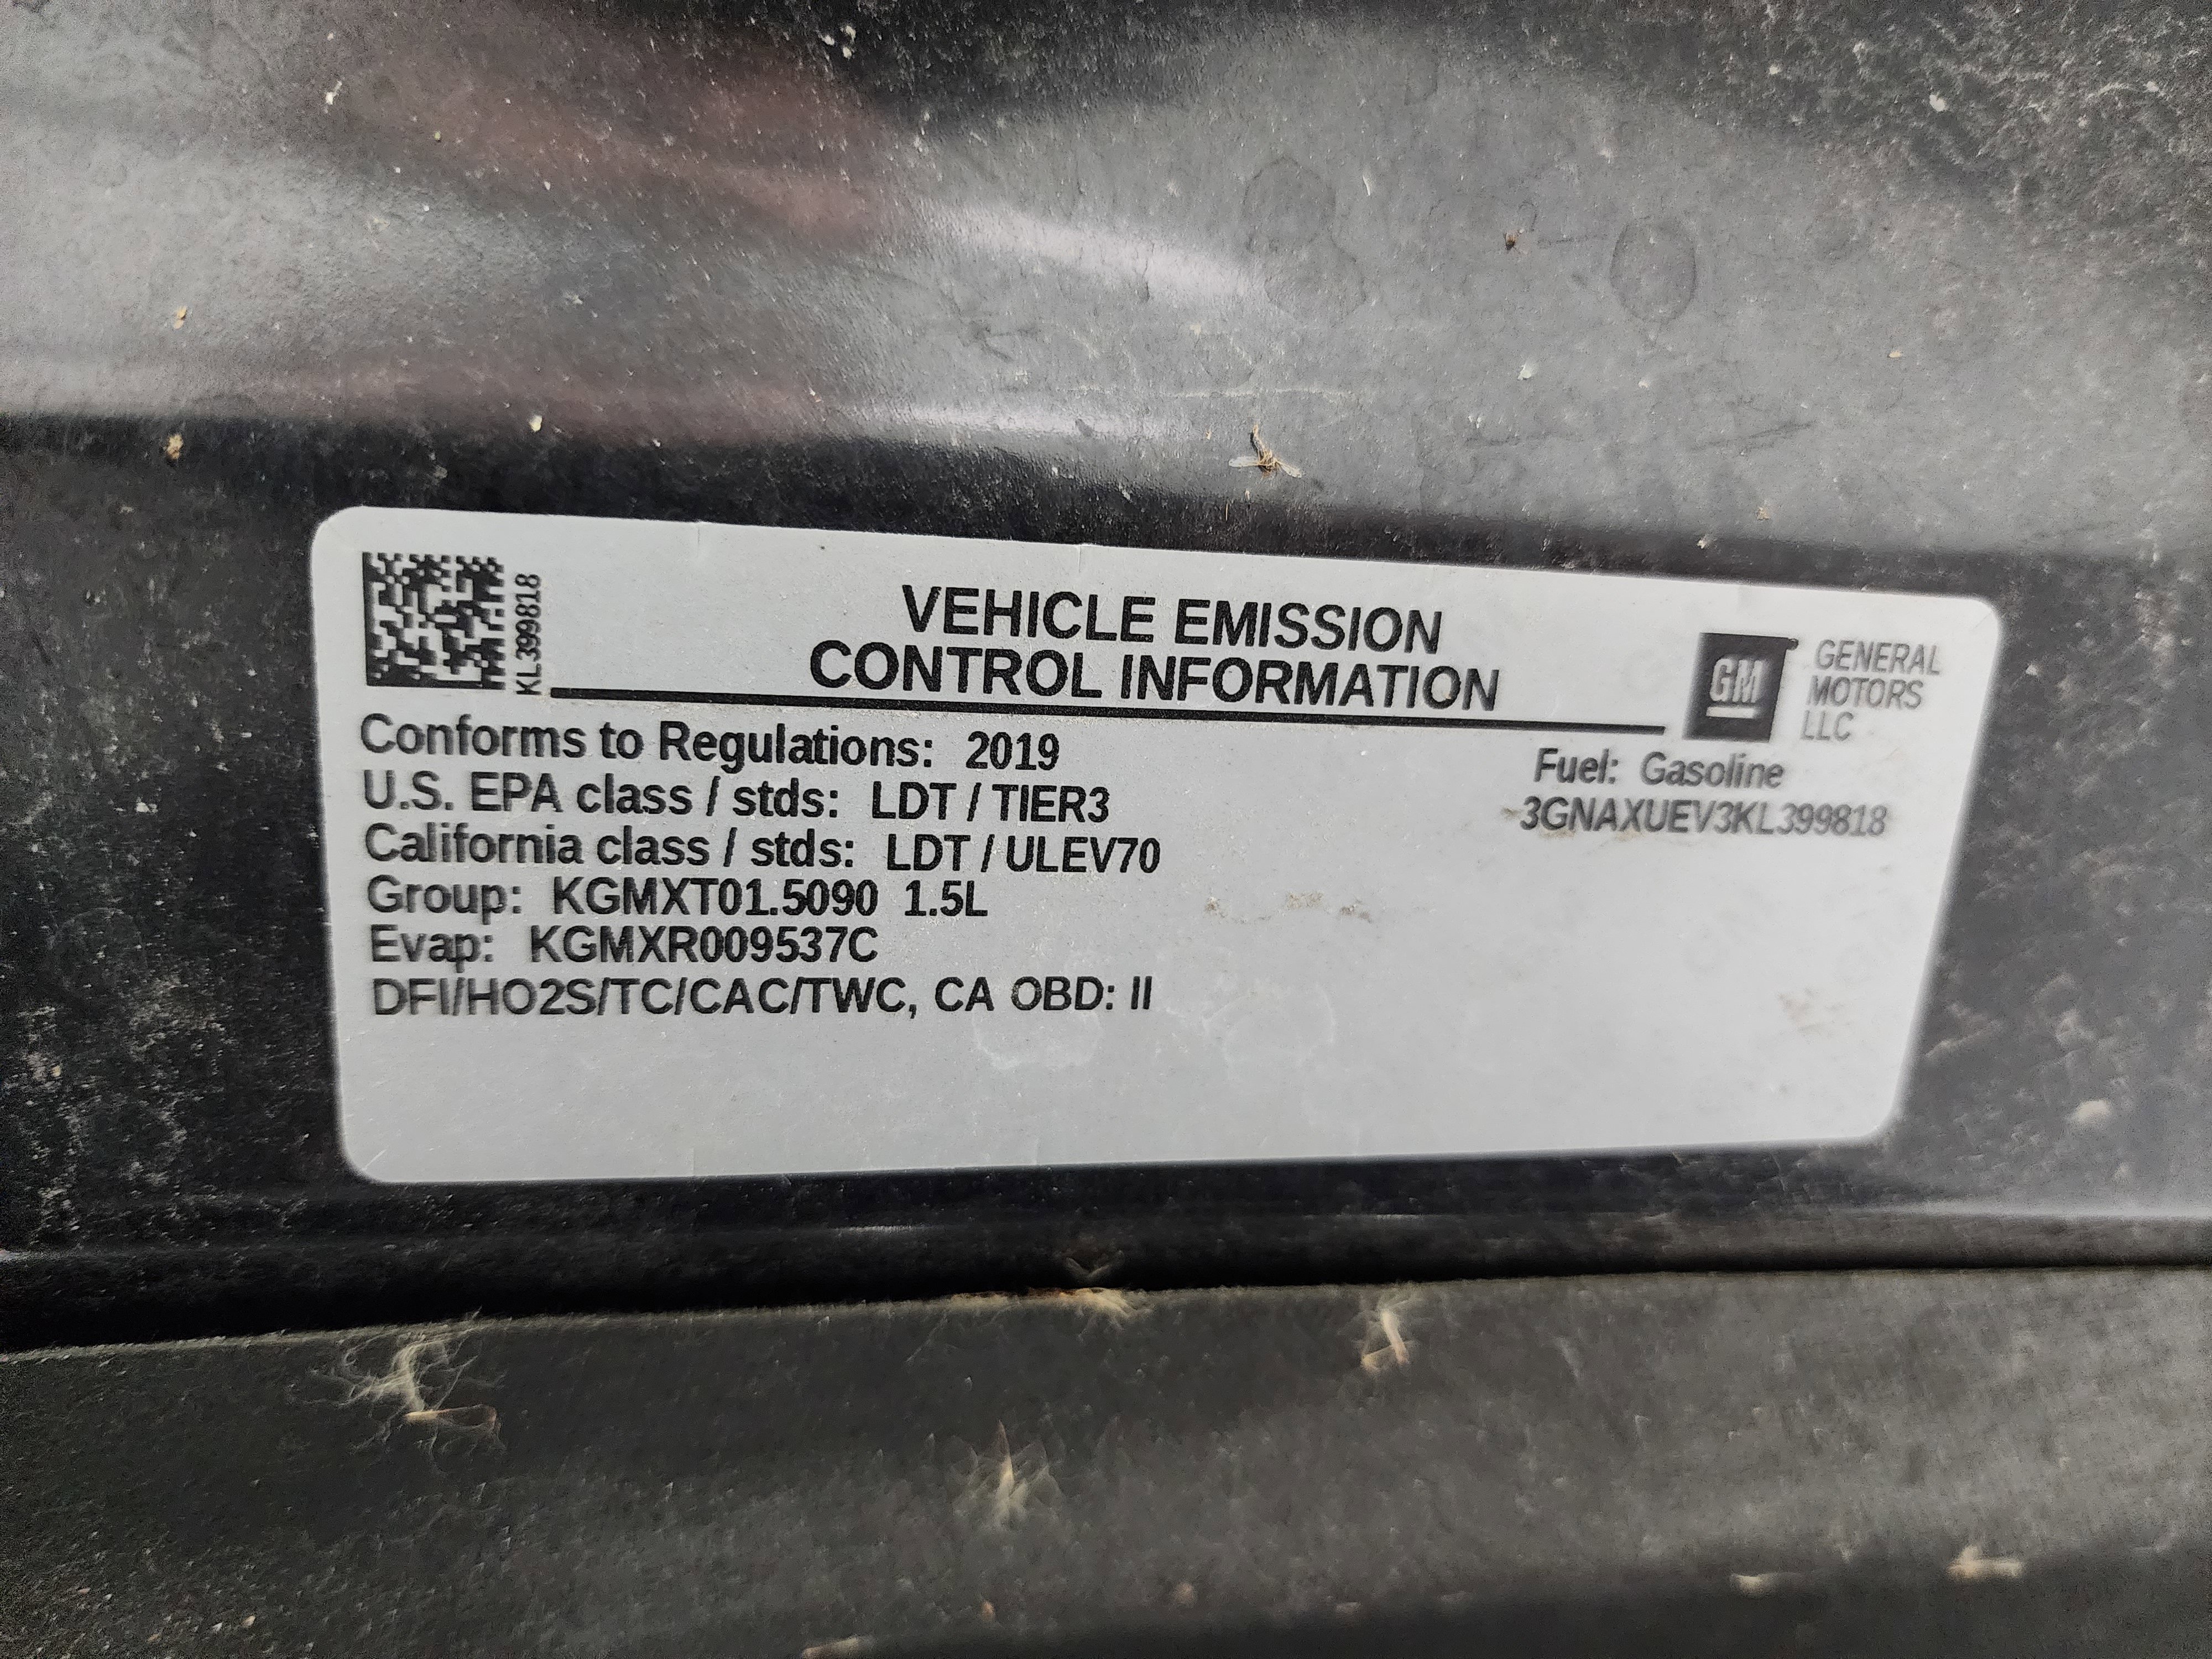 KL399818
VEHICLE EMISSION
CONTROL INFORMATION
GM
GENERAL
MOTORS
LLC
Conforms to Regulations: 2019
Fuel: Gasoline
U.S. EPA class / stds: LDT / TIER3
3GNAXUEV3KL399818
California class / stds: LDT / ULEV70
Group: KGMXT01.5090 1.5L
Evap: KGMXR009537C
DFI/HO2S/TC/CAC/TWC, CA OBD: II